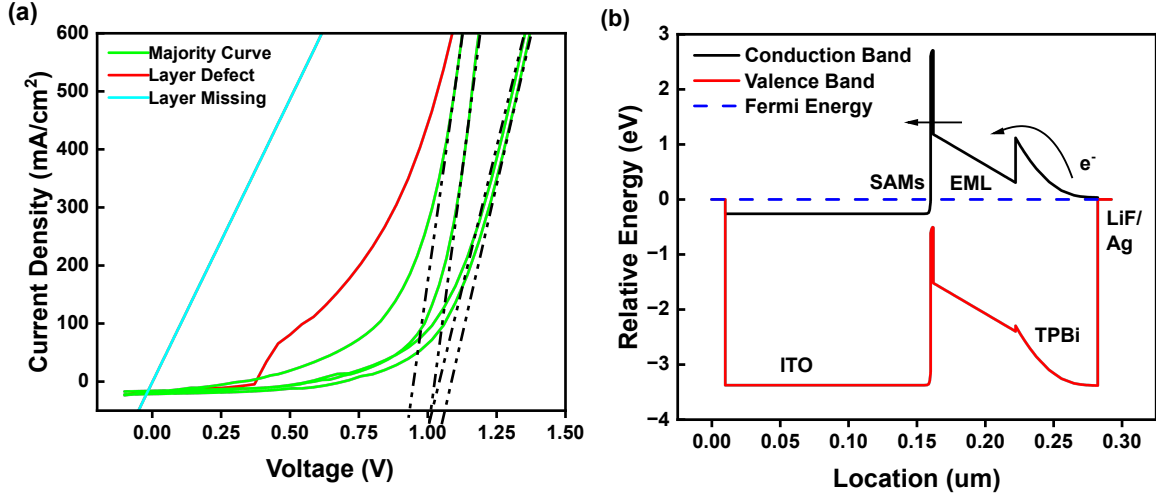 (a)
Current Density (mA/cm²)
600
500
400
300
200
100
0
Majority Curve
Layer Defect
Layer Missing
0.00 0.25 0.50 0.75 1.00 1.25 1.50
Voltage (V)
(b)
Relative Energy (eV)
3
2
1
0
−1
−2
−3
−4
Conduction Band
Valence Band
Fermi Energy
e⁻
SAMs
EML
LiF/
Ag
TPBi
ITO
0.00 0.05 0.10 0.15 0.20 0.25 0.30
Location (um)